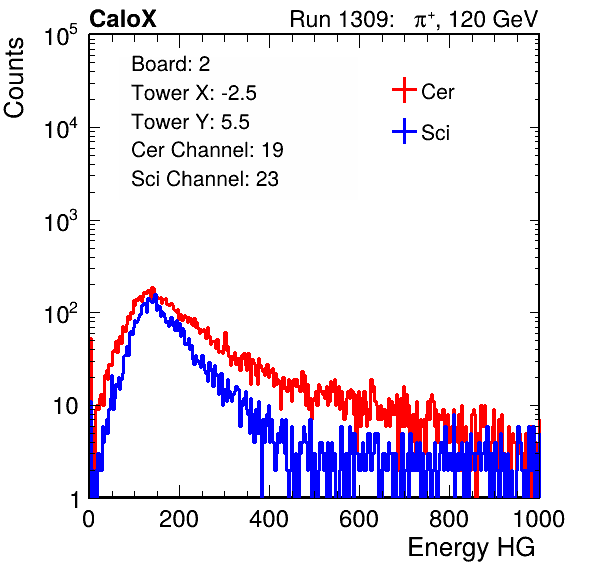 CaloX Run 1309: π⁺, 120 GeV
Counts
10⁵
10⁴
10³
10²
10
1
Board: 2
Tower X: -2.5
Tower Y: 5.5
Cer Channel: 19
Sci Channel: 23
Cer
Sci
0 200 400 600 800 1000
Energy HG